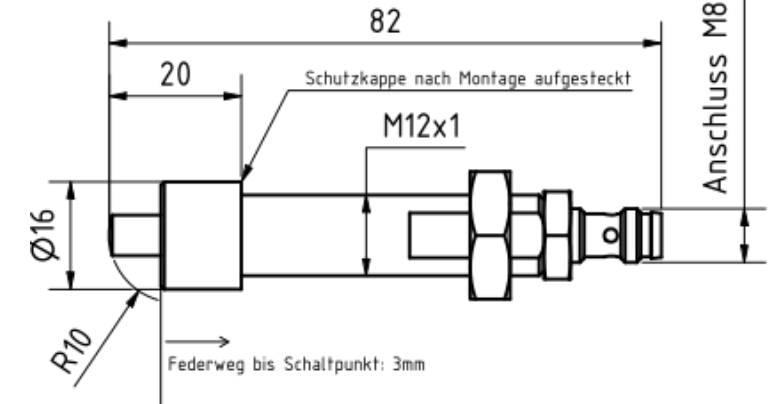 82
20
Schutzkappe nach Montage aufgesteckt
M12x1
Anschluss M8
Ø16
R10
Federweg bis Schaltpunkt: 3mm